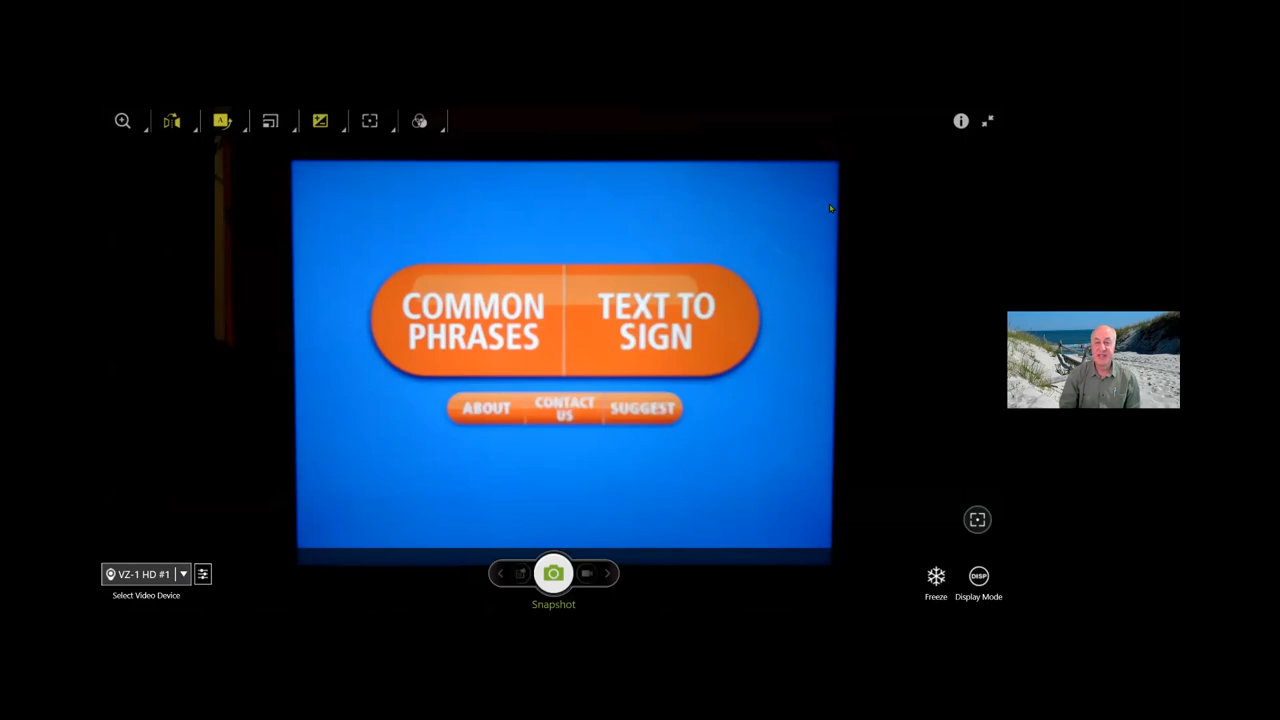 COMMON
PHRASES
TEXT TO
SIGN
ABOUT
CONTACT
US
SUGGEST
VZ-1 HD #1
Select Video Device
Snapshot
Freeze
DISP
Display Mode